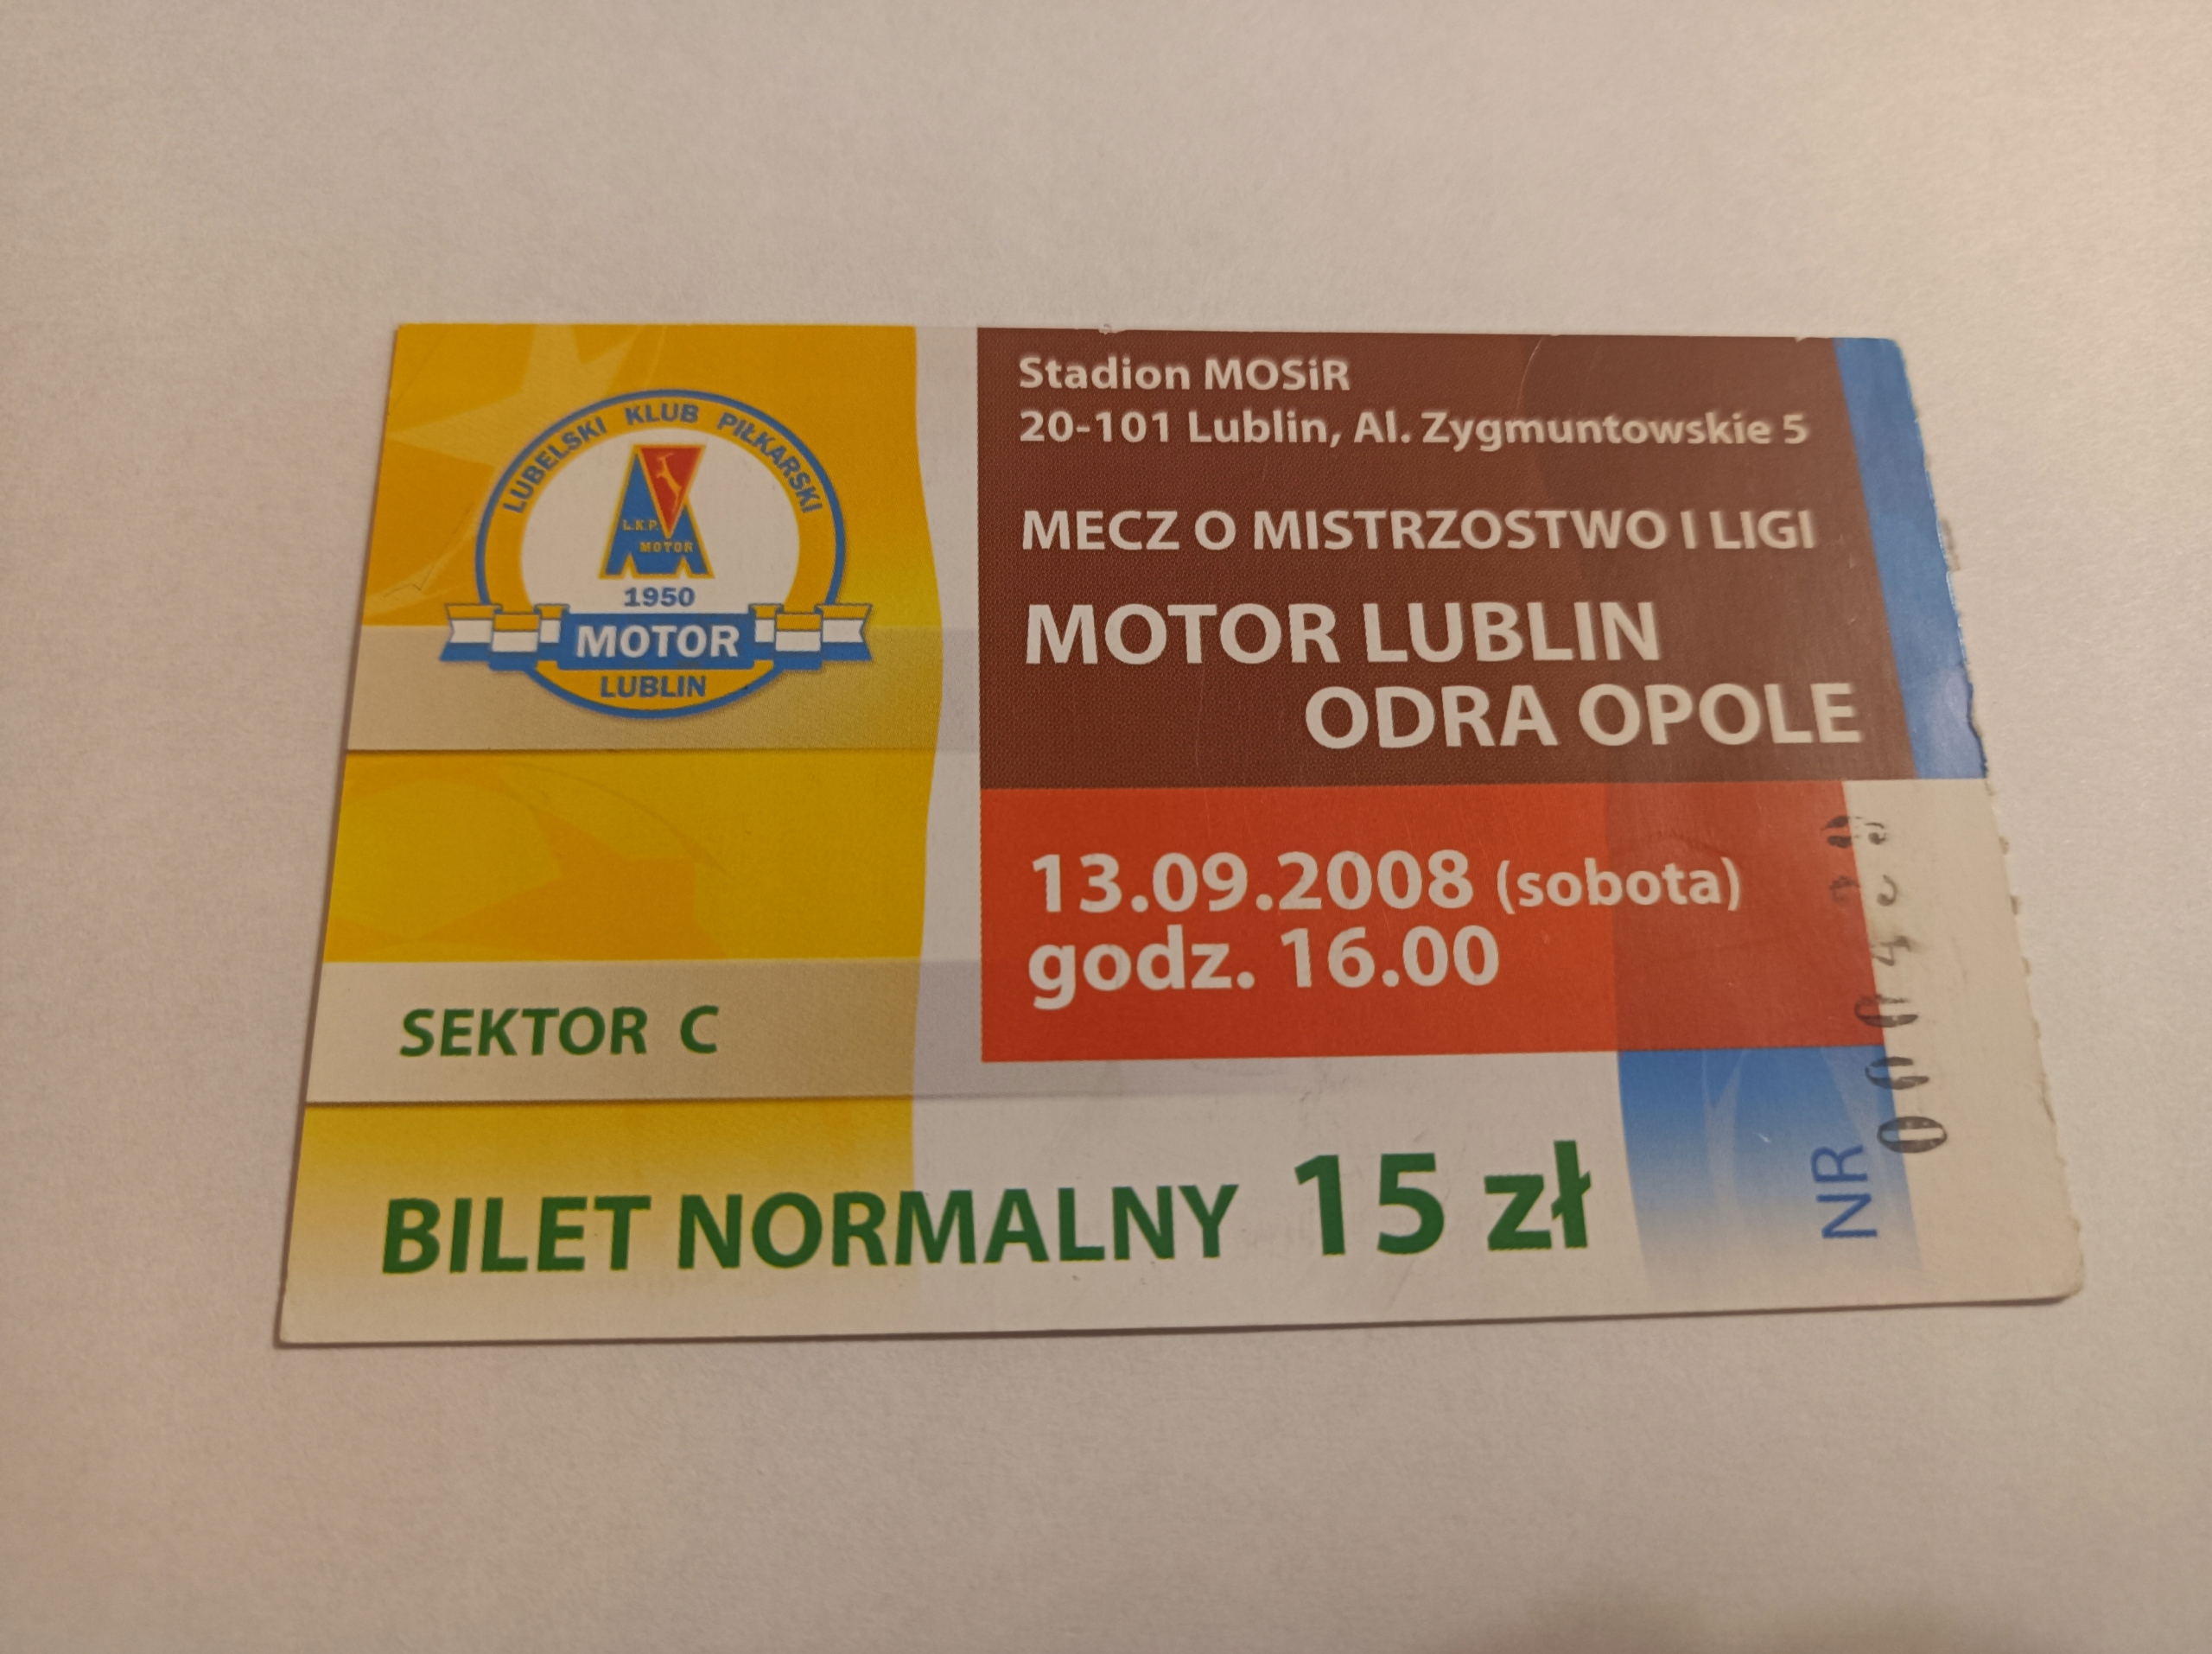 LUBELSKI KLUB PIŁKARSKI
L.K.P.
MOTOR
1950
MOTOR
LUBLIN
Stadion MOSiR
20-101 Lublin, Al. Zygmuntowskie 5
MECZ O MISTRZOSTWO I LIGI
MOTOR LUBLIN
ODRA OPOLE
13.09.2008 (sobota)
godz. 16.00
SEKTOR C
BILET NORMALNY 15 zł
NR